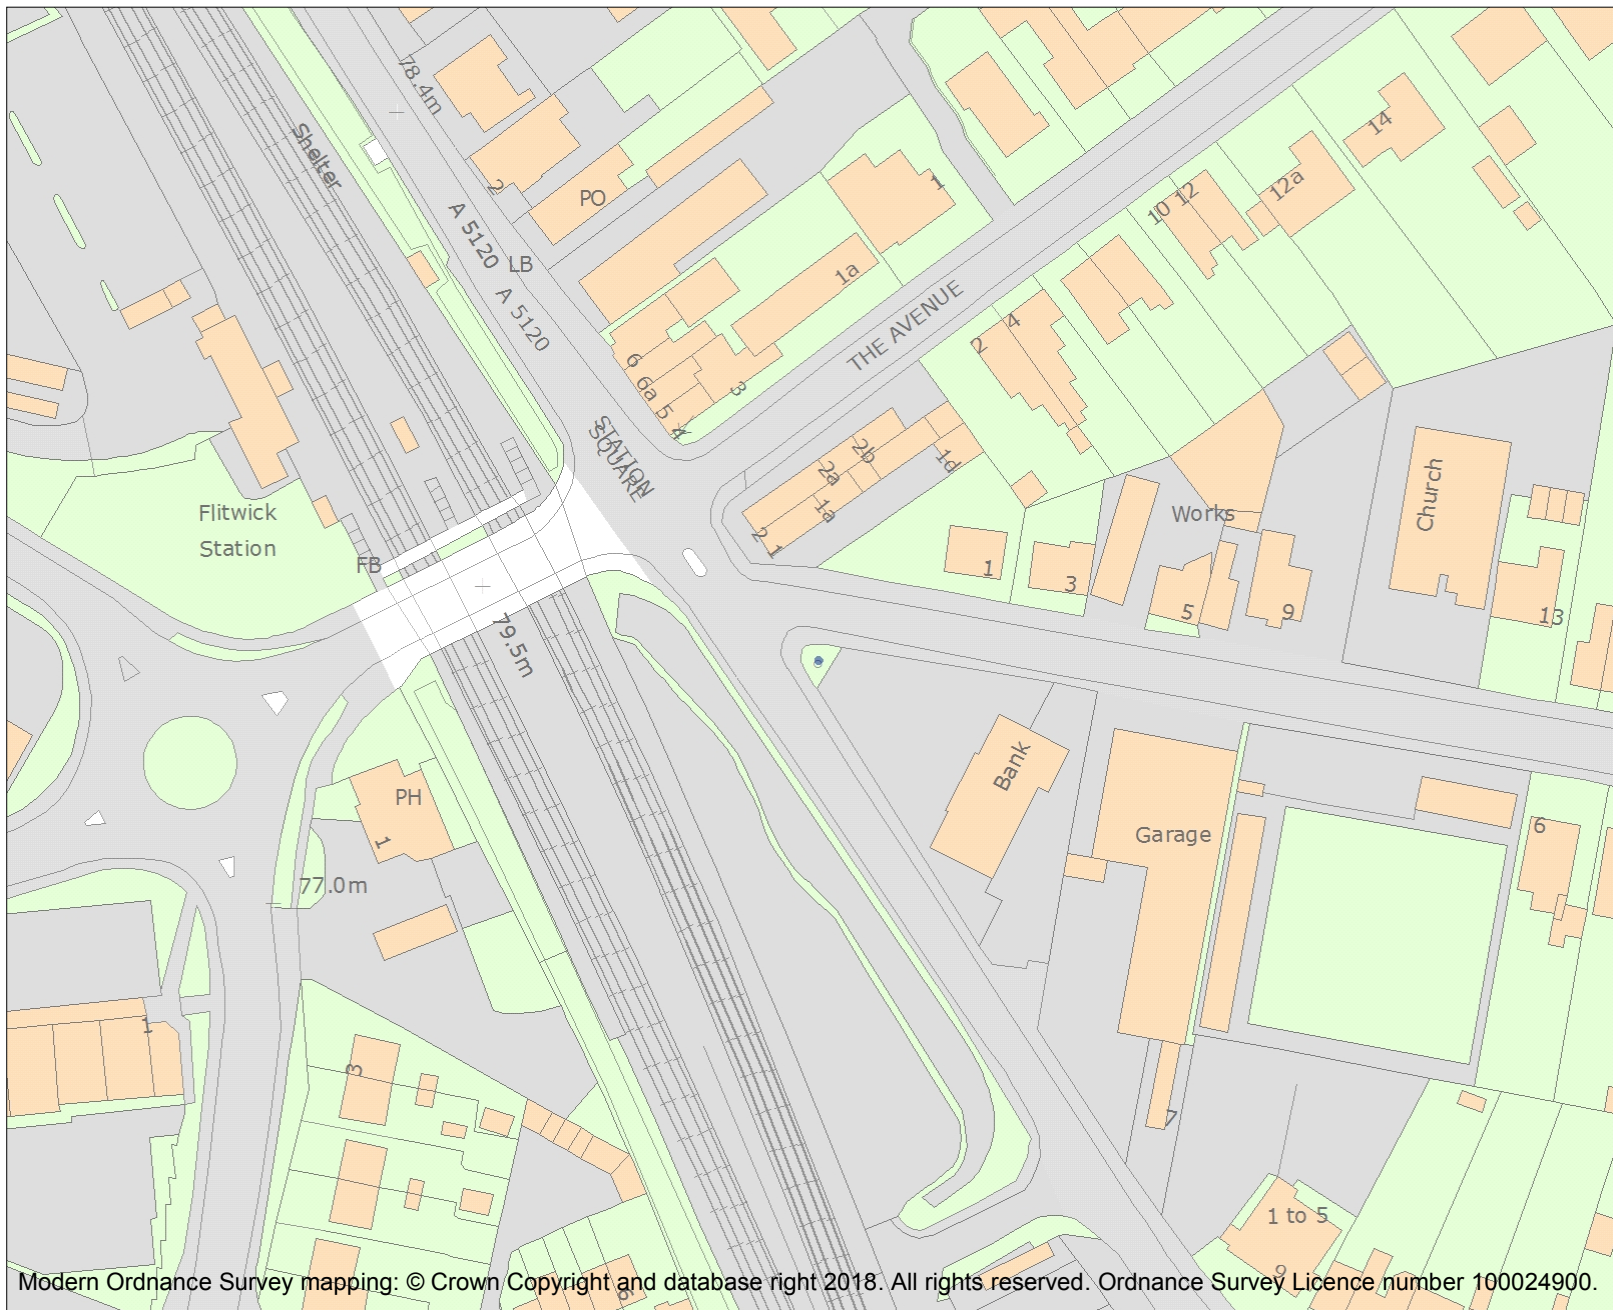 78.4m
Shelter
14
2
PO
1
12a
12
10
A 5120
LB
1a
A 5120
THE AVENUE
4
2
6
6a
3
5
4
STATION
SQUARE
2b
2a
1d
1a
2
1
Works
Church
Flitwick
Station
FB
1
3
5
9
13
79.5m
Bank
PH
1
Garage
6
77.0m
1
3
7
1 to 5
9
6
Modern Ordnance Survey mapping: © Crown Copyright and database right 2018. All rights reserved. Ordnance Survey Licence number 100024900.